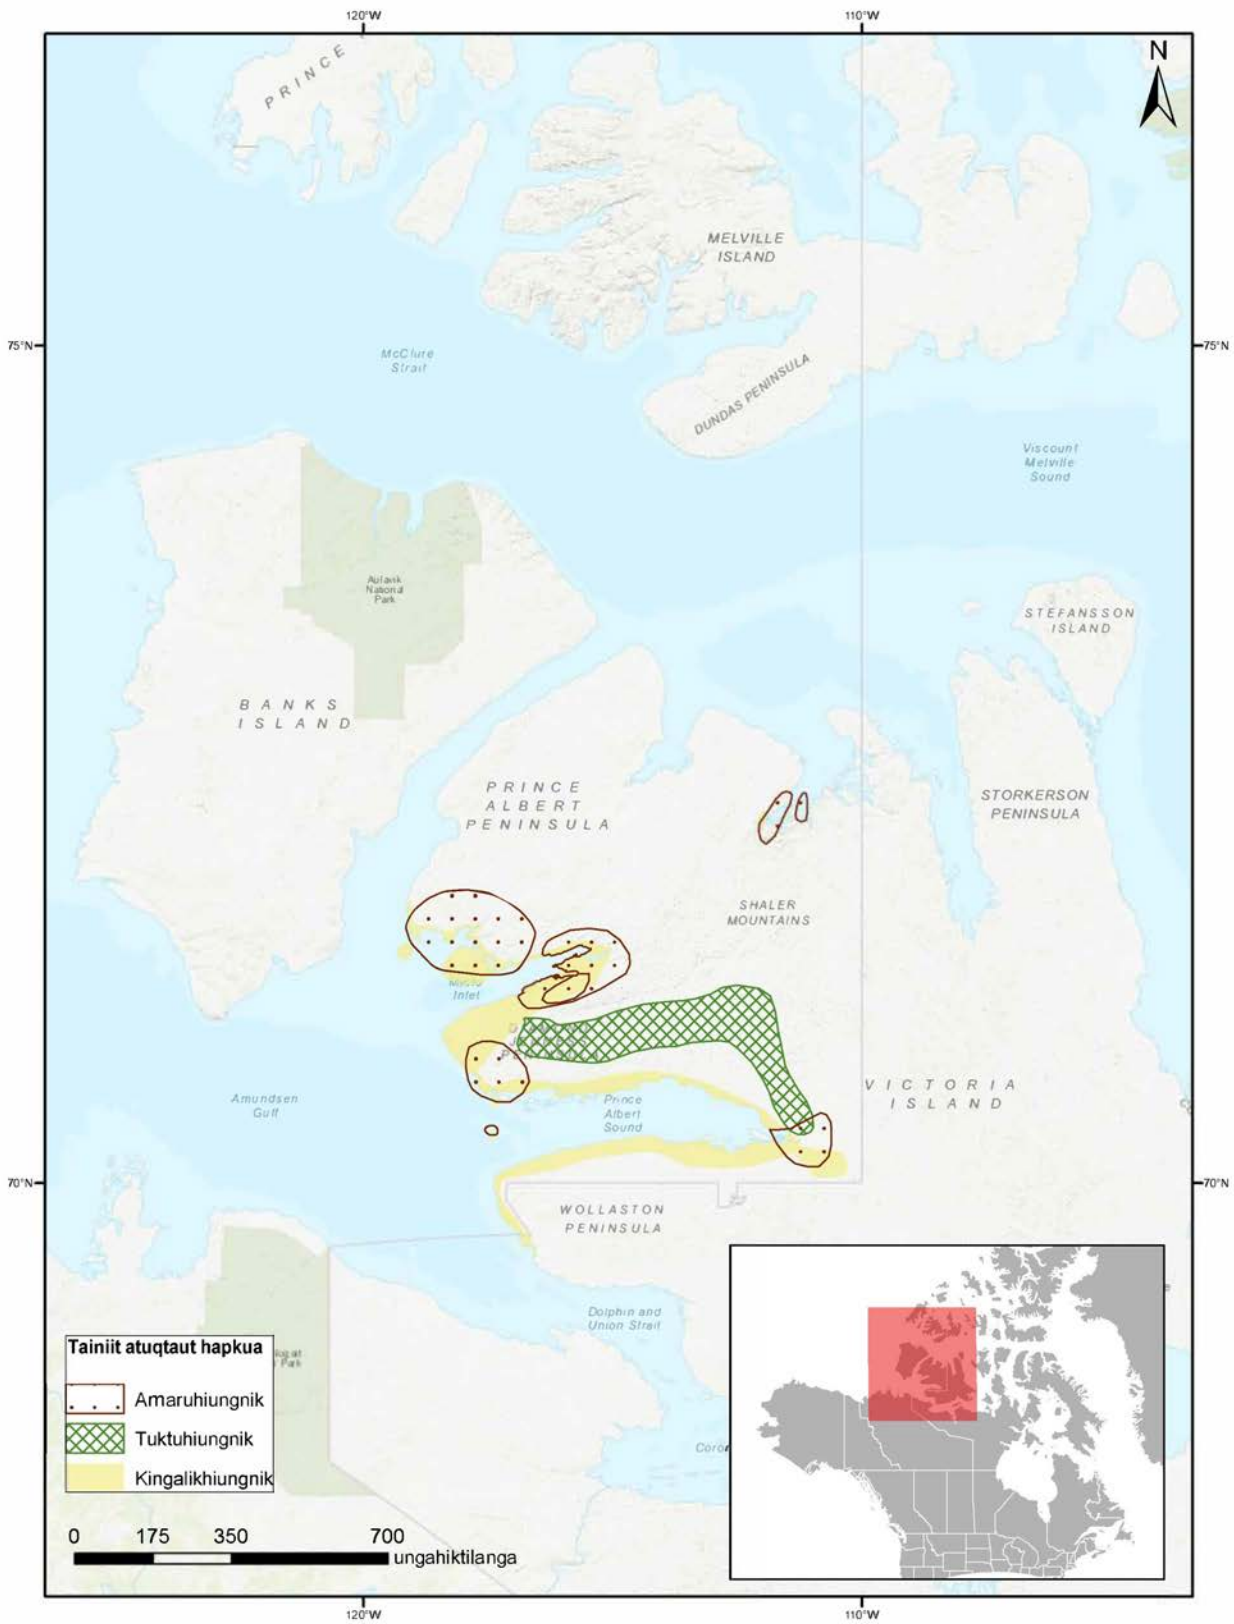 120°W 110°W
N
PRINCE
MELVILLE
ISLAND
75°N 75°N
McClure
Strait
DUNDAS PENINSULA
Viscount
Melville
Sound
Aulavik
National
Park
STEFANSSON
ISLAND
BANKS
ISLAND
PRINCE
ALBERT
PENINSULA
STORKERSON
PENINSULA
SHALER
MOUNTAINS
Inlet
VICTORIA
ISLAND
Amundsen
Gulf
Prince
Albert
Sound
70°N 70°N
WOLLASTON
PENINSULA
Dolphin and
Union Strait
Park
Tainiit atuqtaut hapkua
Amaruhiungnik
Tuktuhiungnik
Kingalikhiungnik
0 175 350 700
ungahiktilanga
120°W 110°W